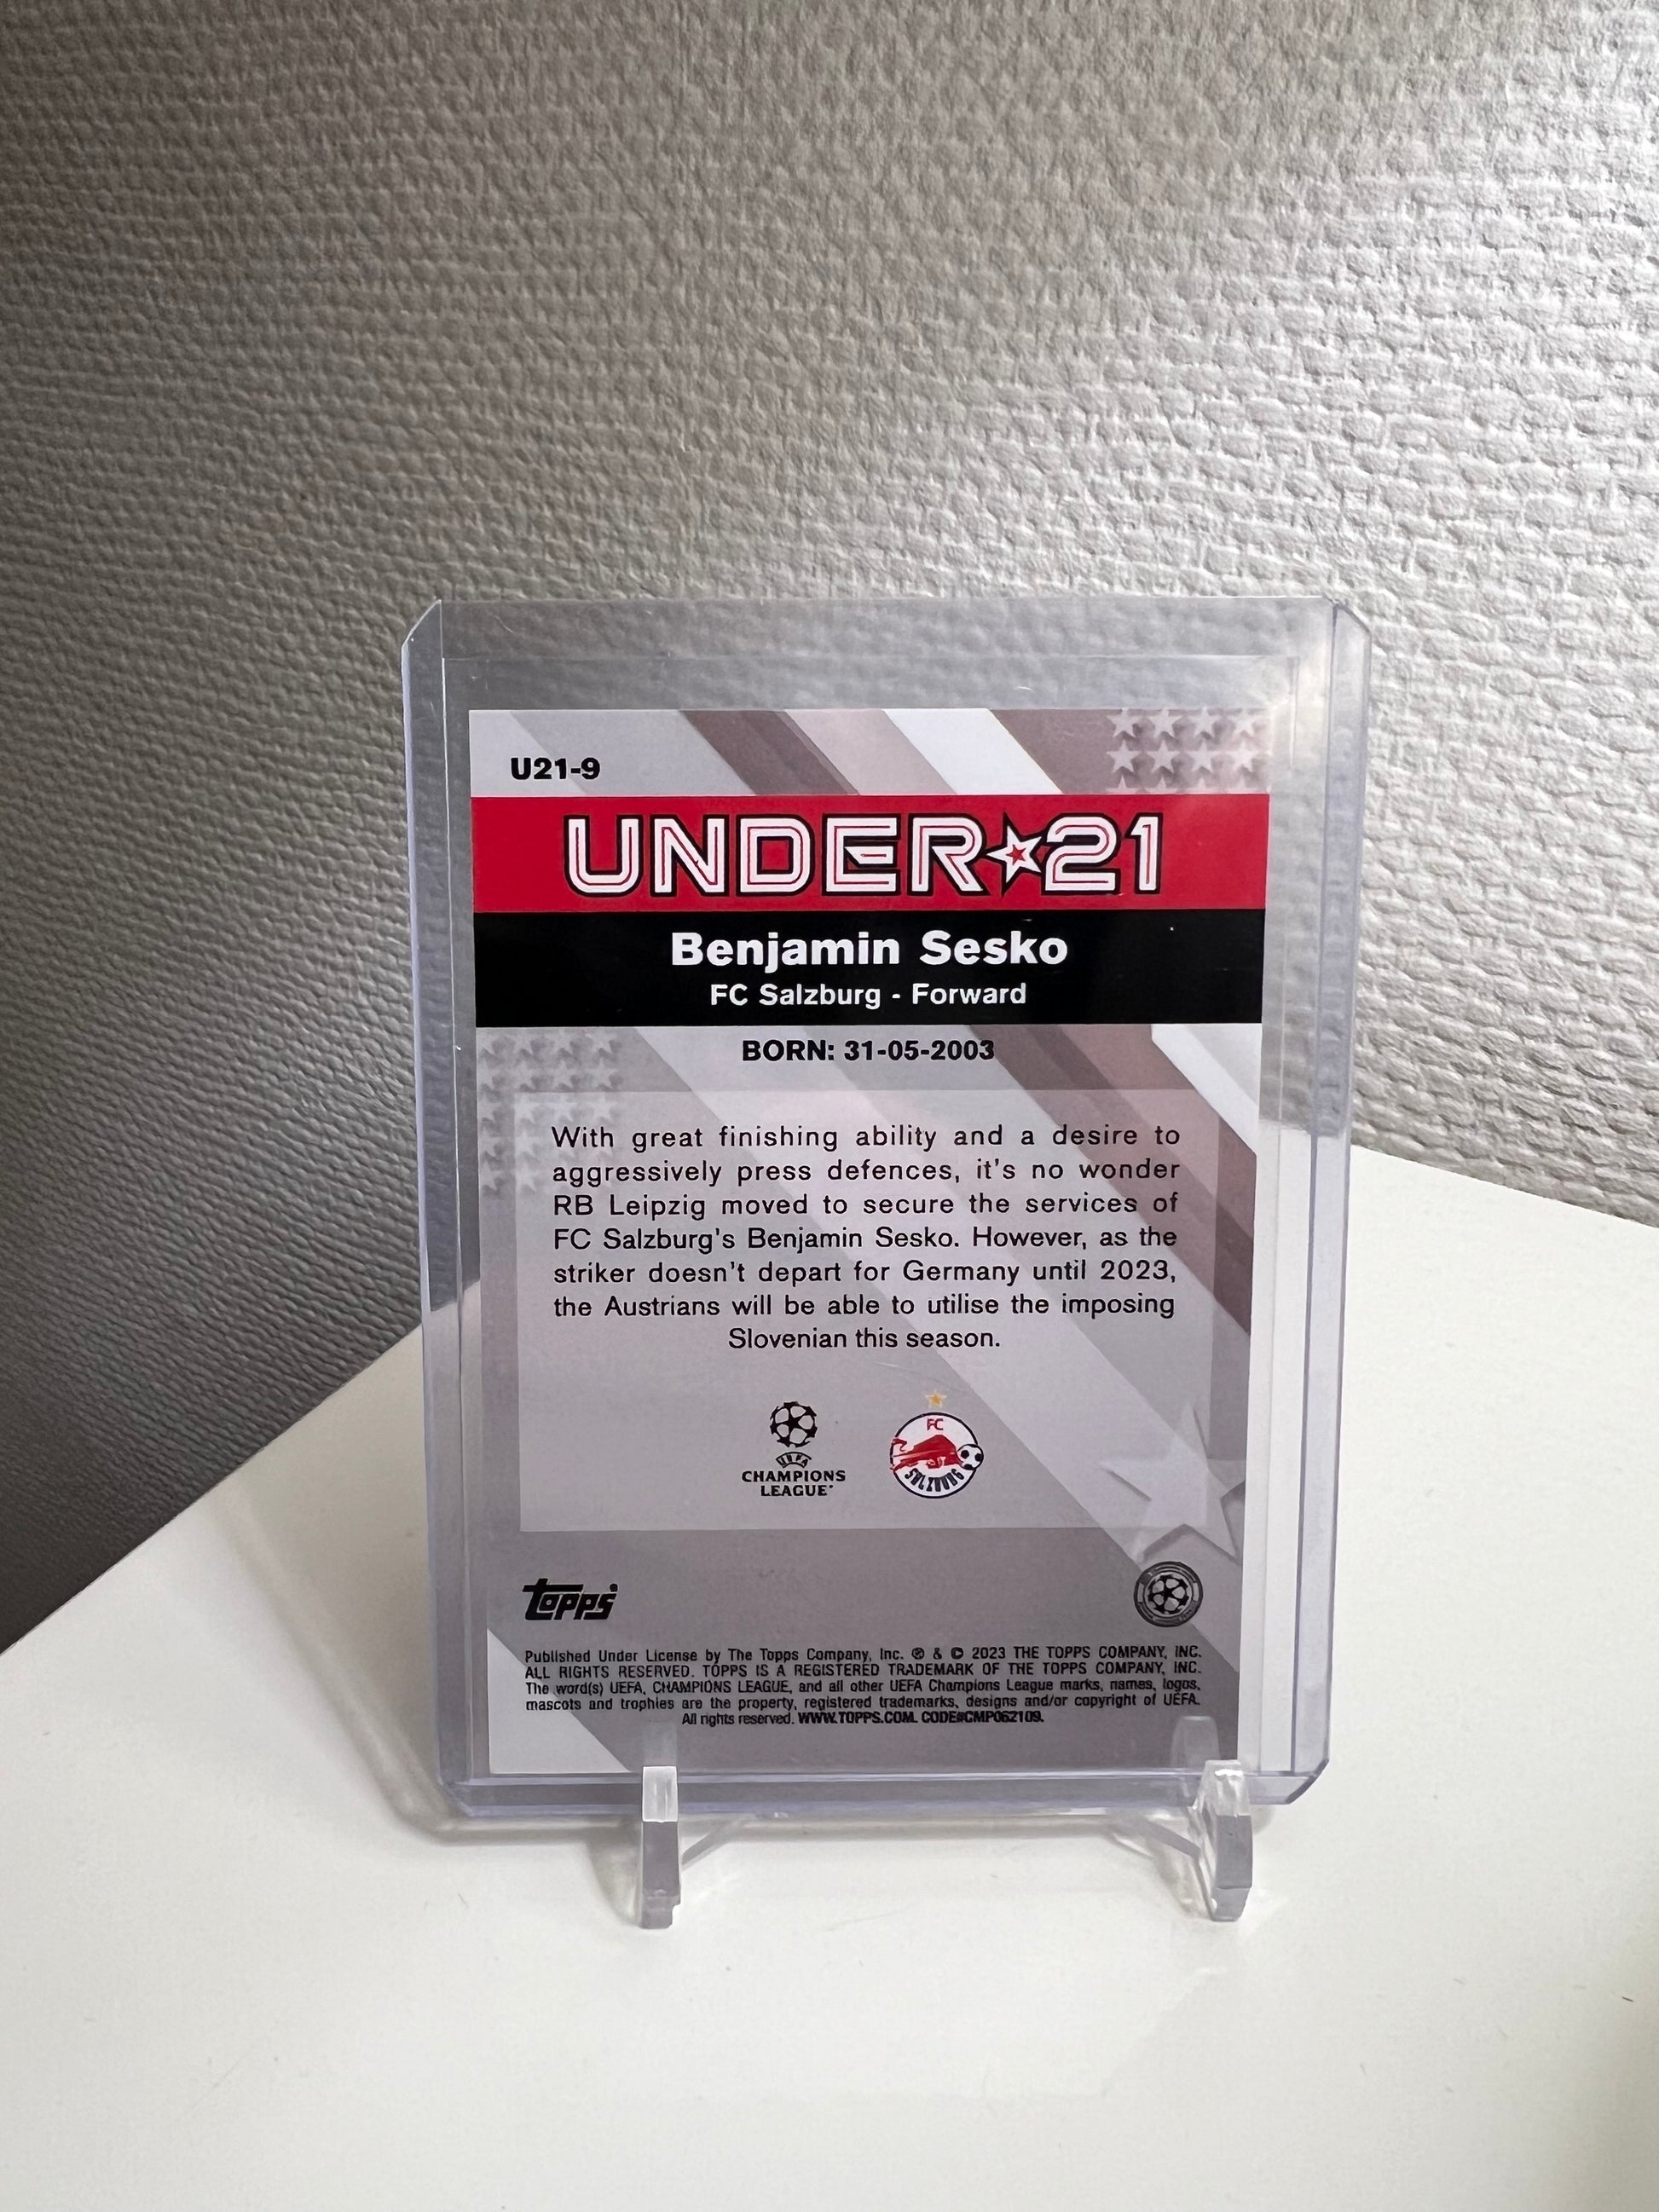 U21-9
UNDER★21
Benjamin Sesko
FC Salzburg - Forward
BORN: 31-05-2003
With great finishing ability and a desire to
aggressively press defences, it's no wonder
RB Leipzig moved to secure the services of
FC Salzburg's Benjamin Sesko. However, as the
striker doesn't depart for Germany until 2023,
the Austrians will be able to utilise the imposing
Slovenian this season.
UEFA
CHAMPIONS
LEAGUE
FC
SALZBURG
topps
Published Under License by The Topps Company, Inc. ® & © 2023 THE TOPPS COMPANY, INC.
ALL RIGHTS RESERVED. TOPPS IS A REGISTERED TRADEMARK OF THE TOPPS COMPANY, INC.
The word(s) UEFA, CHAMPIONS LEAGUE, and all other UEFA Champions League marks, names, logos,
mascots and trophies are the property, registered trademarks, designs and/or copyright of UEFA.
All rights reserved. WWW.TOPPS.COM. CODE#CMP062109.